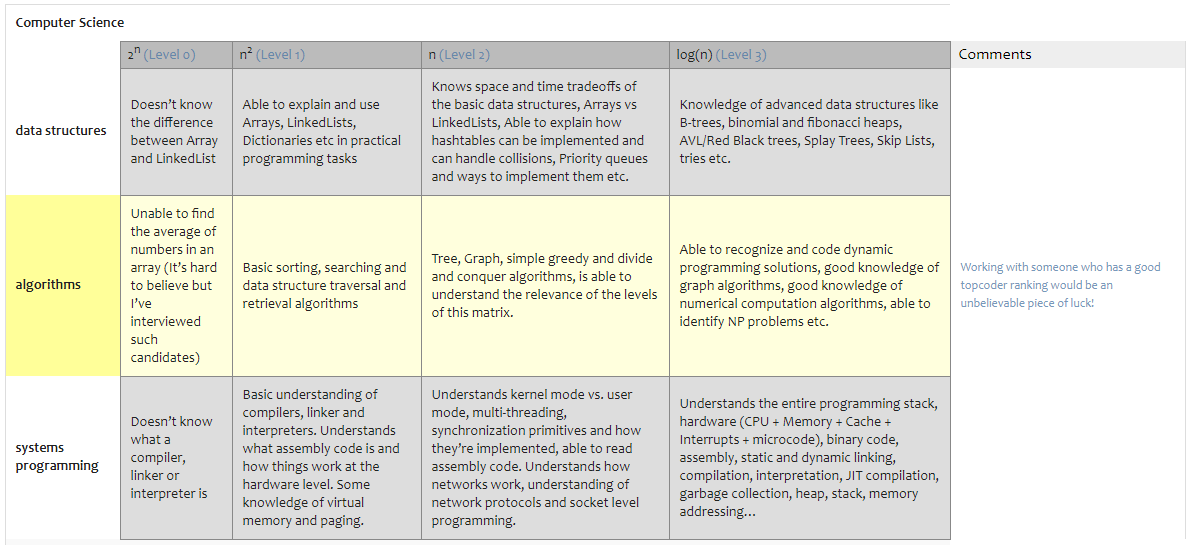 Computer Science
2ⁿ (Level 0)
n² (Level 1)
n (Level 2)
log(n) (Level 3)
Comments
data structures
Doesn't know
the difference
between Array
and LinkedList
Able to explain and use
Arrays, LinkedLists,
Dictionaries etc in practical
programming tasks
Knows space and time tradeoffs of
the basic data structures, Arrays vs
LinkedLists, Able to explain how
hashtables can be implemented and
can handle collisions, Priority queues
and ways to implement them etc.
Knowledge of advanced data structures like
B-trees, binomial and fibonacci heaps,
AVL/Red Black trees, Splay Trees, Skip Lists,
tries etc.
algorithms
Unable to find
the average of
numbers in an
array (It's hard
to believe but
I've
interviewed
such
candidates)
Basic sorting, searching and
data structure traversal and
retrieval algorithms
Tree, Graph, simple greedy and divide
and conquer algorithms, is able to
understand the relevance of the levels
of this matrix.
Able to recognize and code dynamic
programming solutions, good knowledge of
graph algorithms, good knowledge of
numerical computation algorithms, able to
identify NP problems etc.
Working with someone who has a good
topcoder ranking would be an
unbelievable piece of luck!
systems
programming
Doesn't know
what a
compiler,
linker or
interpreter is
Basic understanding of
compilers, linker and
interpreters. Understands
what assembly code is and
how things work at the
hardware level. Some
knowledge of virtual
memory and paging.
Understands kernel mode vs. user
mode, multi-threading,
synchronization primitives and how
they're implemented, able to read
assembly code. Understands how
networks work, understanding of
network protocols and socket level
programming.
Understands the entire programming stack,
hardware (CPU + Memory + Cache +
Interrupts + microcode), binary code,
assembly, static and dynamic linking,
compilation, interpretation, JIT compilation,
garbage collection, heap, stack, memory
addressing…